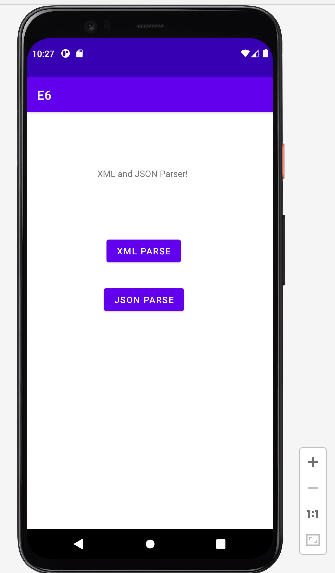 10:27
E6
XML and JSON Parser!
XML PARSE
JSON PARSE
1:1